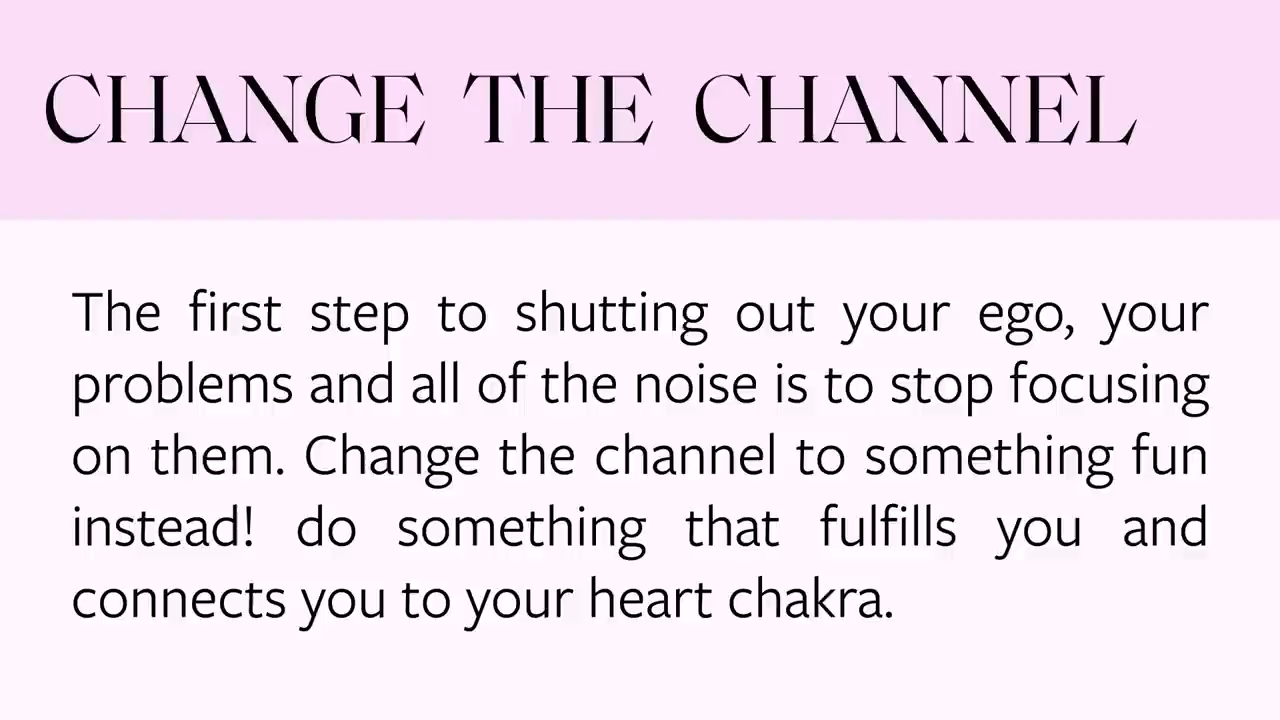 CHANGE THE CHANNEL
The first step to shutting out your ego, your
problems and all of the noise is to stop focusing
on them. Change the channel to something fun
instead! do something that fulfills you and
connects you to your heart chakra.